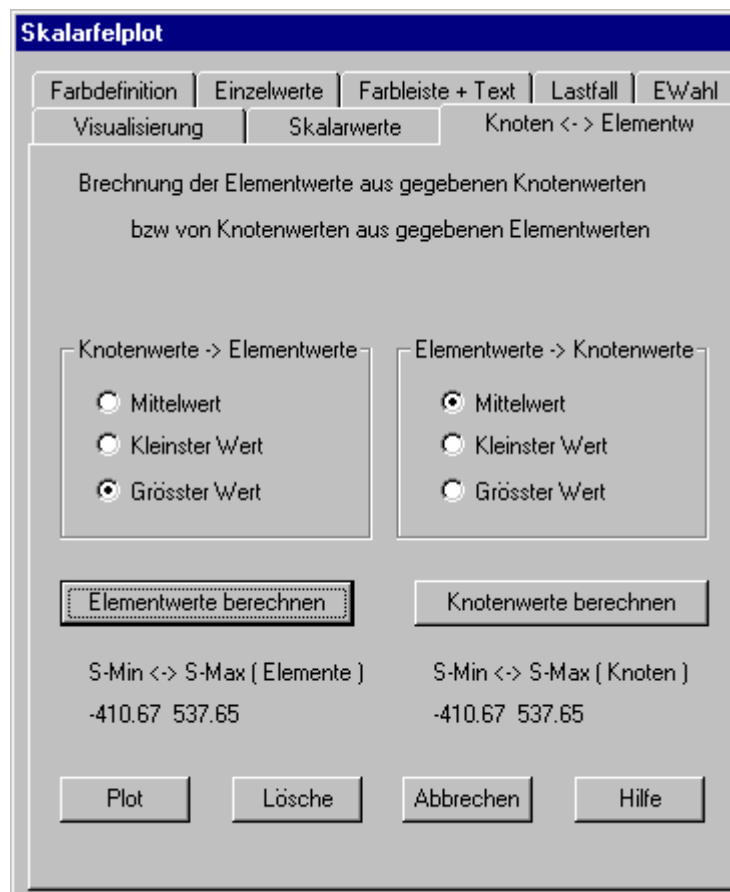 Skalarfelplot
Farbdefinition Einzelwerte Farbleiste + Text Lastfall EWahl
Visualisierung Skalarwerte Knoten <- > Elementw
Brechnung der Elementwerte aus gegebenen Knotenwerten
bzw von Knotenwerten aus gegebenen Elementwerten
Knotenwerte -> Elementwerte Elementwerte -> Knotenwerte
Mittelwert Mittelwert
Kleinster Wert Kleinster Wert
Grösster Wert Grösster Wert
Elementwerte berechnen Knotenwerte berechnen
S-Min <-> S-Max ( Elemente ) S-Min <-> S-Max ( Knoten )
-410.67 537.65 -410.67 537.65
Plot Lösche Abbrechen Hilfe